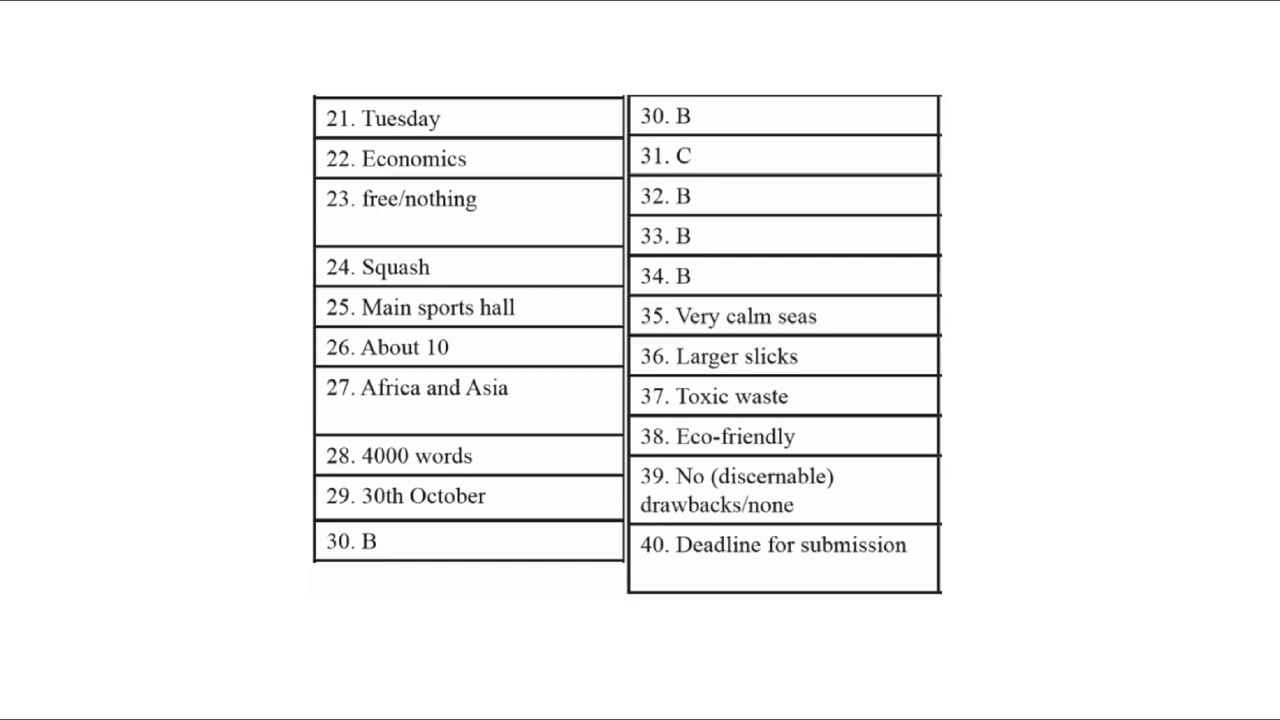 21. Tuesday
22. Economics
23. free/nothing
24. Squash
25. Main sports hall
26. About 10
27. Africa and Asia
28. 4000 words
29. 30th October
30. B
30. B
31. C
32. B
33. B
34. B
35. Very calm seas
36. Larger slicks
37. Toxic waste
38. Eco-friendly
39. No (discernable)
drawbacks/none
40. Deadline for submission